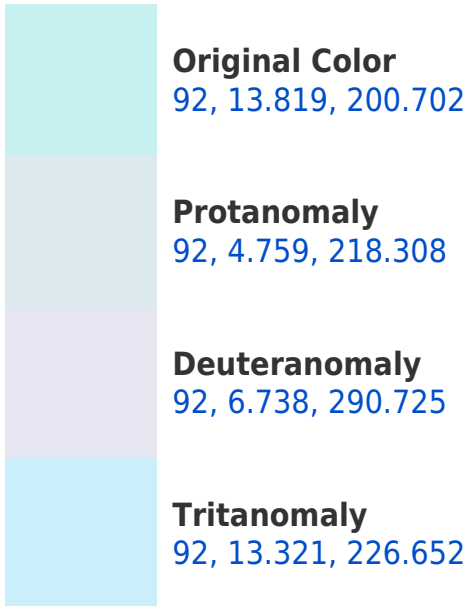 Original Color
92, 13.819, 200.702
Protanomaly
92, 4.759, 218.308
Deuteranomaly
92, 6.738, 290.725
Tritanomaly
92, 13.321, 226.652